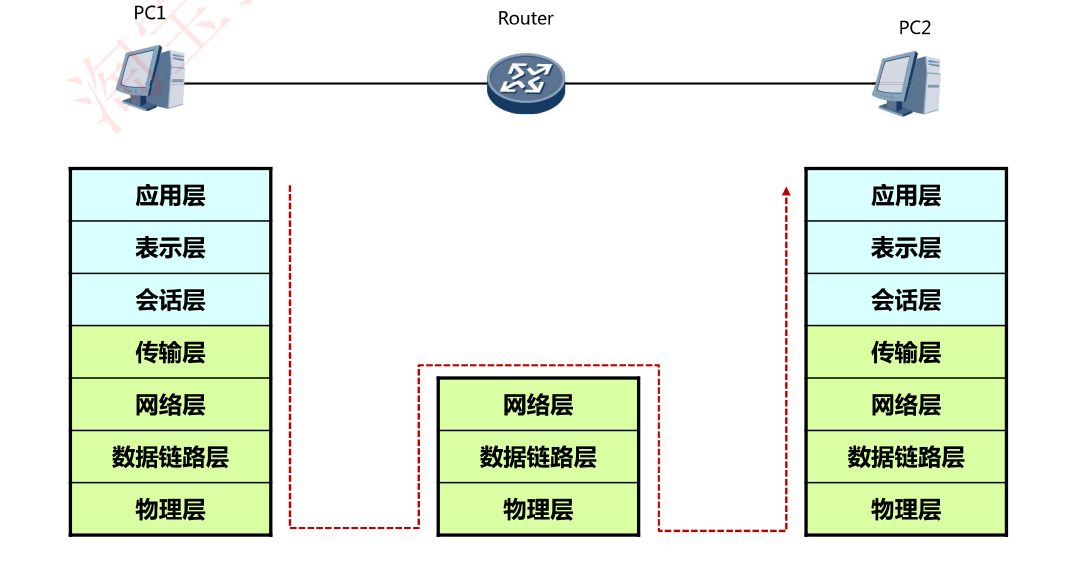 PC1
Router
PC2
应用层
表示层
会话层
传输层
网络层
数据链路层
物理层
网络层
数据链路层
物理层
应用层
表示层
会话层
传输层
网络层
数据链路层
物理层
淘宝